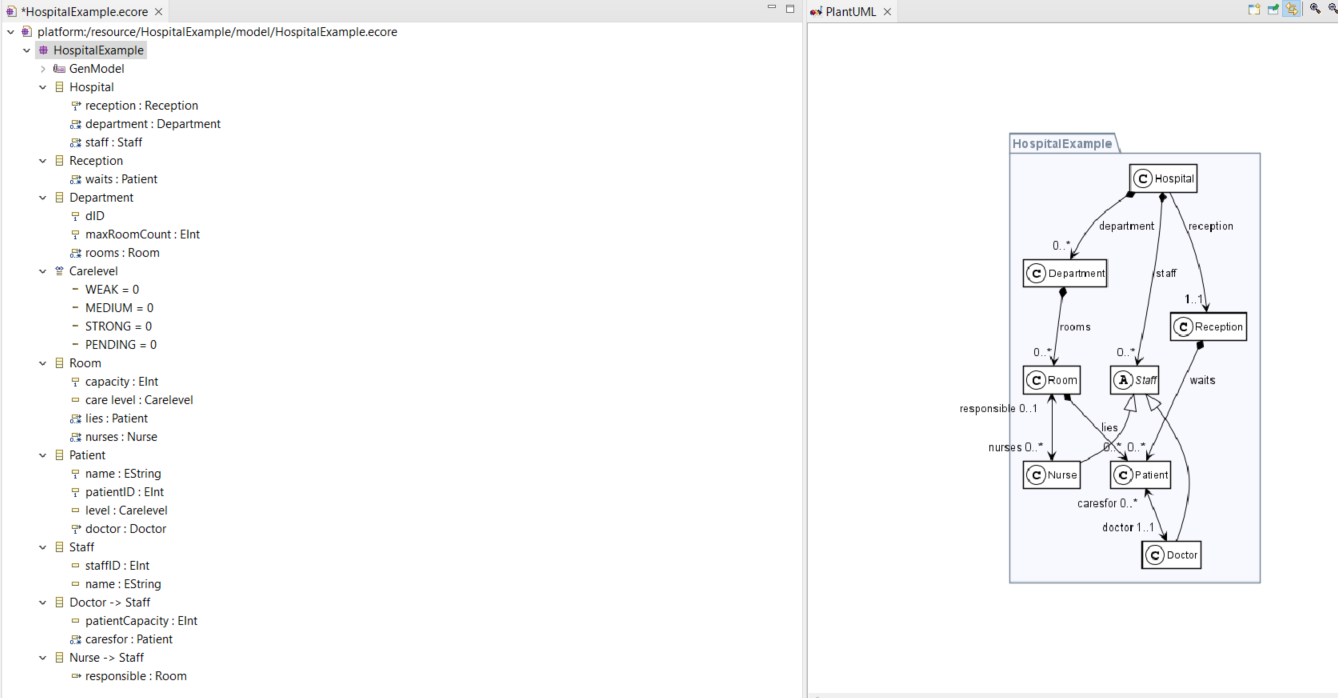 *HospitalExample.ecore
platform:/resource/HospitalExample/model/HospitalExample.ecore
HospitalExample
GenModel
Hospital
reception : Reception
department : Department
staff : Staff
Reception
waits : Patient
Department
dID
maxRoomCount : EInt
rooms : Room
Carelevel
WEAK = 0
MEDIUM = 0
STRONG = 0
PENDING = 0
Room
capacity : EInt
care level : Carelevel
lies : Patient
nurses : Nurse
Patient
name : EString
patientID : EInt
level : Carelevel
doctor : Doctor
Staff
staffID : EInt
name : EString
Doctor -> Staff
patientCapacity : EInt
caresfor : Patient
Nurse -> Staff
responsible : Room
PlantUML
HospitalExample
C Hospital
department
reception
0..*
C Department
staff
1..1
C Reception
rooms
0..*
0..*
C Room
A Staff
waits
responsible 0..1
lies
nurses 0..*
0..*
0..*
C Nurse
C Patient
caresfor 0..*
doctor 1..1
C Doctor